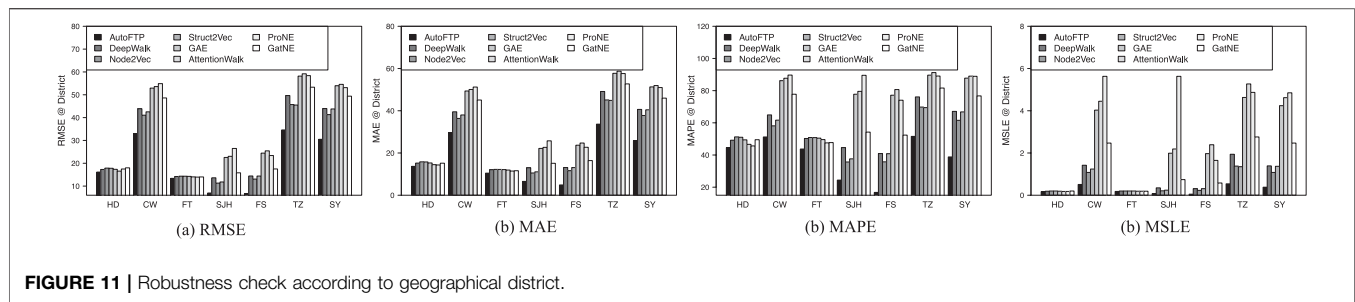 80
70
60
50
40
30
20
10
RMSE @ District
AutoFTP
DeepWalk
Node2Vec
Struct2Vec
GAE
AttentionWalk
ProNE
GatNE
HD CW FT SJH FS TZ SY
(a) RMSE
80
60
40
20
0
MAE @ District
AutoFTP
DeepWalk
Node2Vec
Struct2Vec
GAE
AttentionWalk
ProNE
GatNE
HD CW FT SJH FS TZ SY
(b) MAE
120
100
80
60
40
20
MAPE @ District
AutoFTP
DeepWalk
Node2Vec
Struct2Vec
GAE
AttentionWalk
ProNE
GatNE
HD CW FT SJH FS TZ SY
(b) MAPE
8
6
4
2
0
MSLE @ District
AutoFTP
DeepWalk
Node2Vec
Struct2Vec
GAE
AttentionWalk
ProNE
GatNE
HD CW FT SJH FS TZ SY
(b) MSLE
FIGURE 11 | Robustness check according to geographical district.